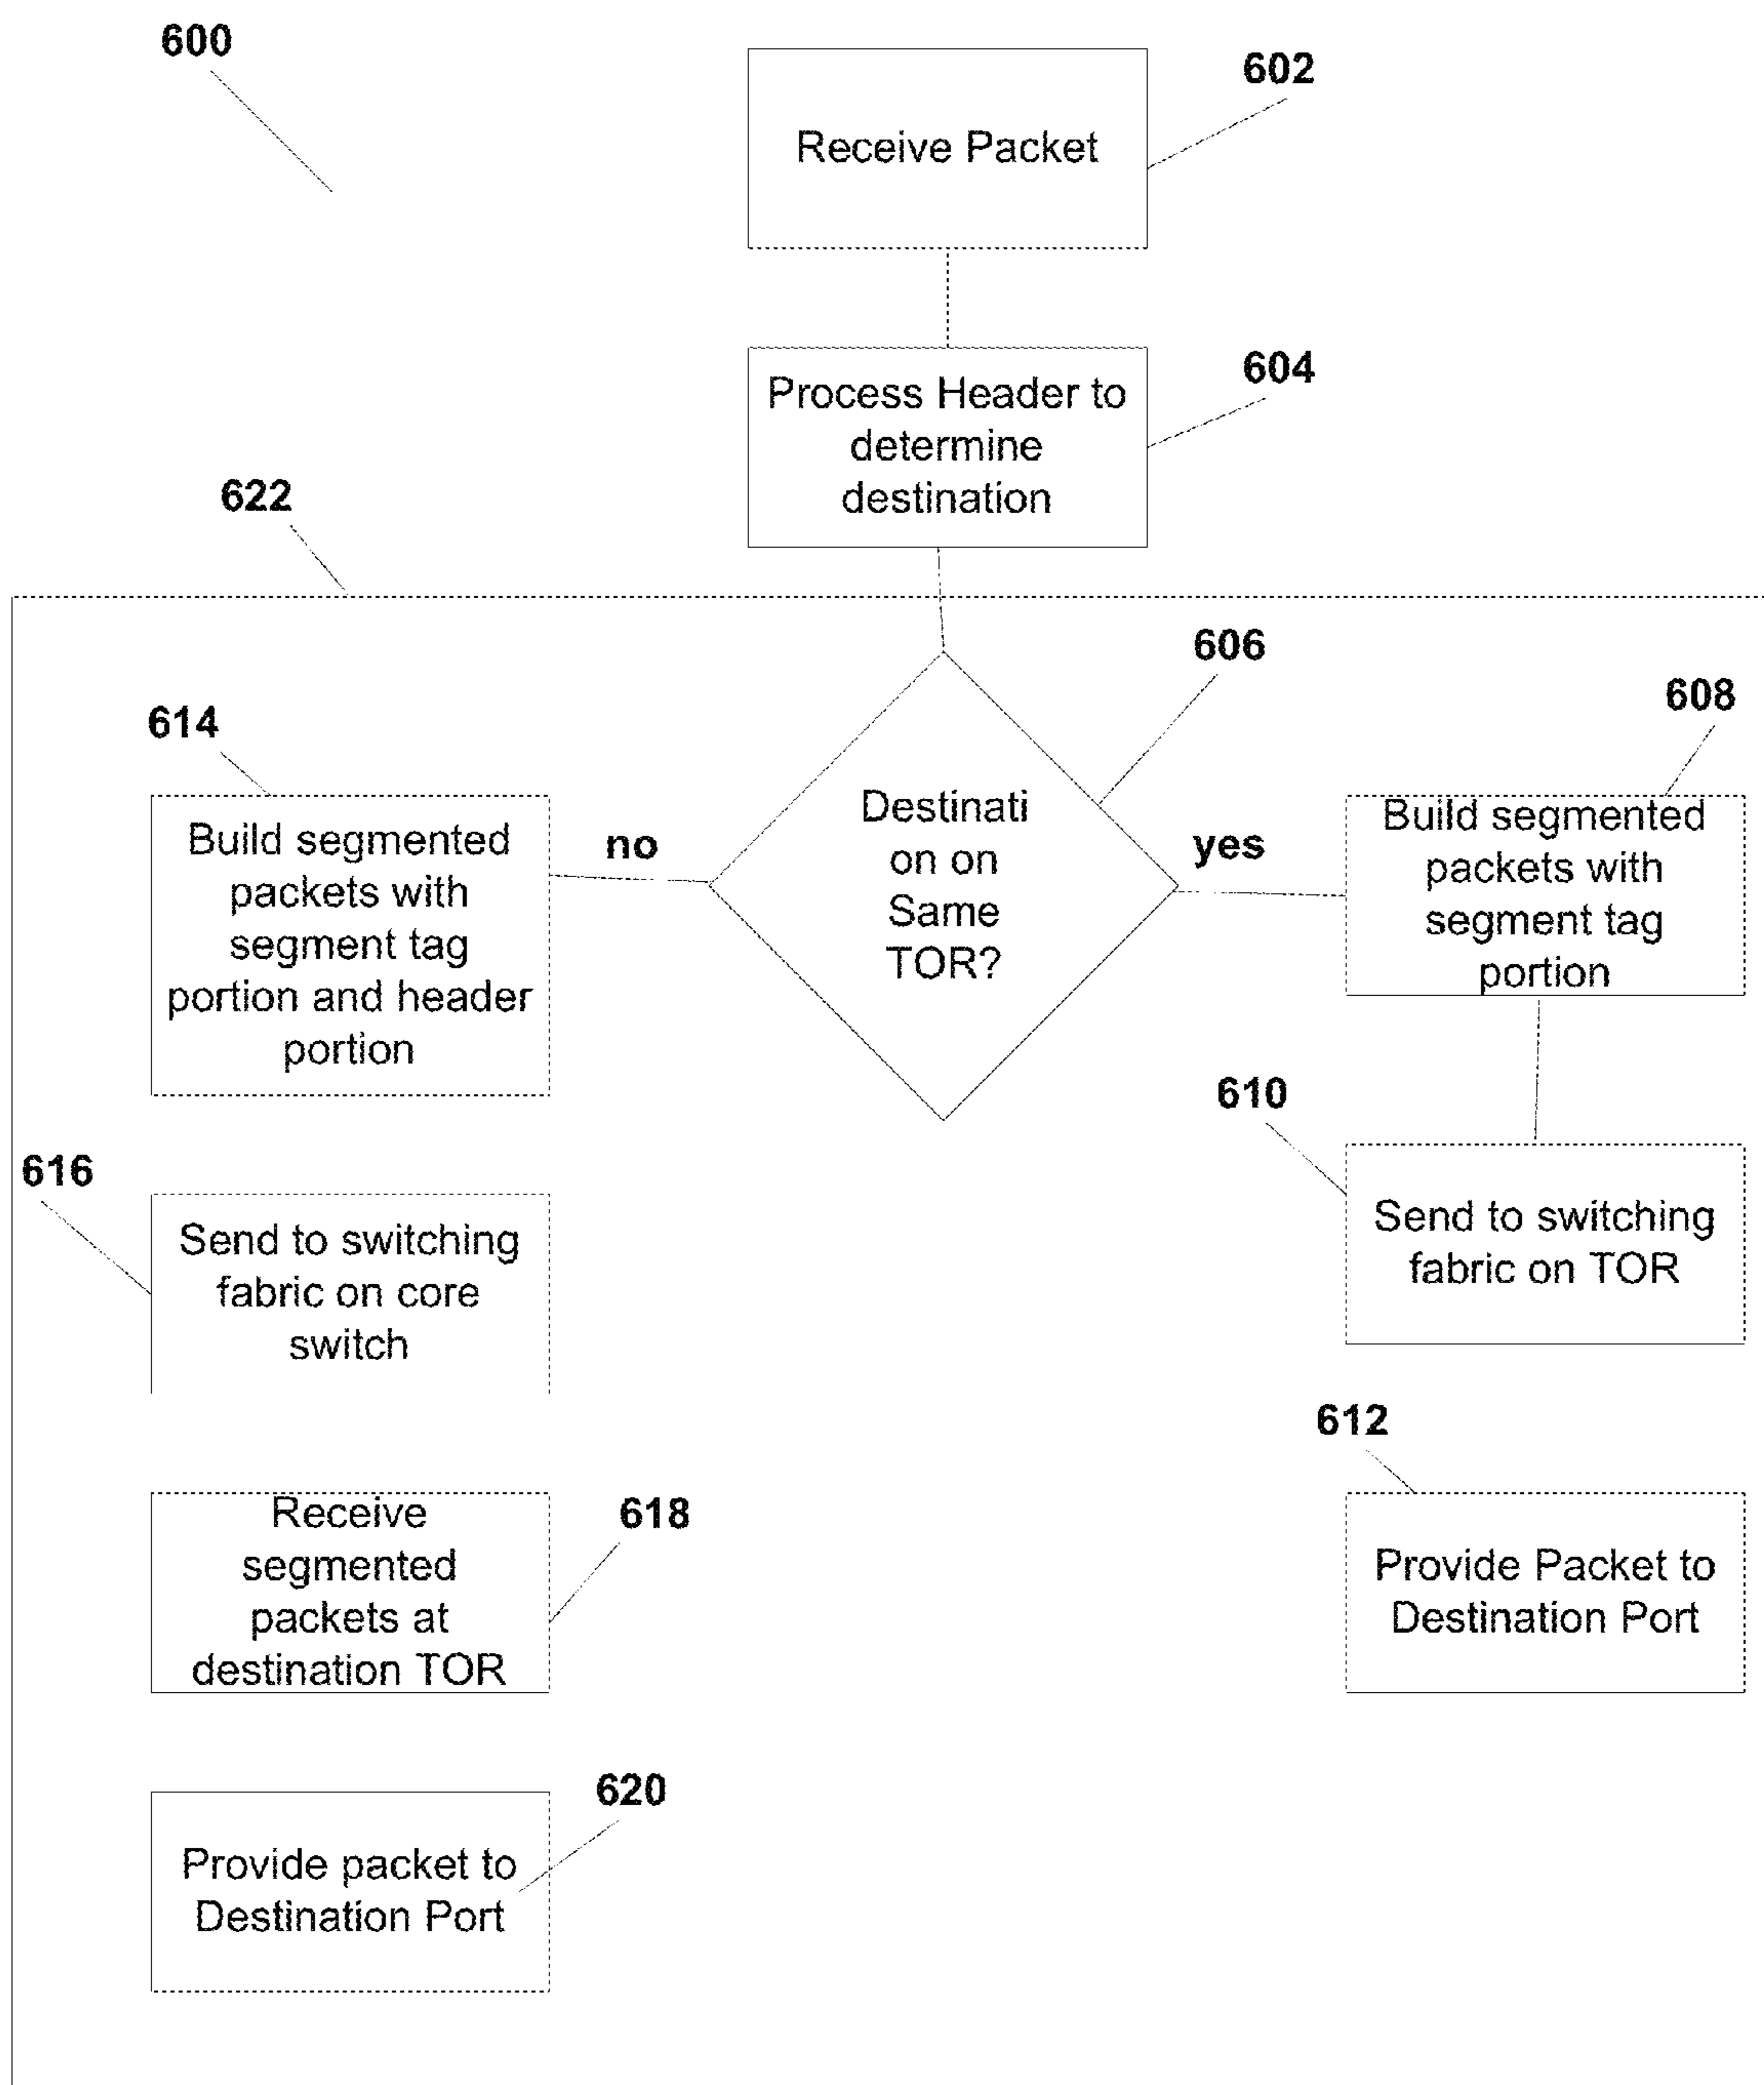 600
602
Receive Packet
604
Process Header to
determine
destination
622
606
608
614
Destinati
on on
Same
TOR?
no
yes
Build segmented
packets with
segment tag
portion and header
portion
Build segmented
packets with
segment tag
portion
610
616
Send to switching
fabric on core
switch
Send to switching
fabric on TOR
612
618
Receive
segmented
packets at
destination TOR
Provide Packet to
Destination Port
620
Provide packet to
Destination Port